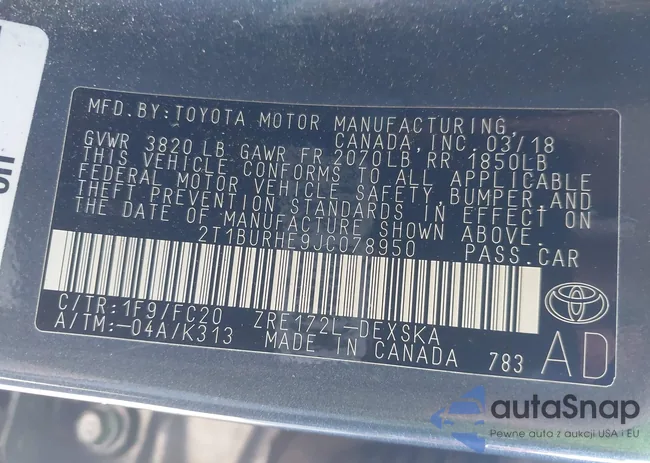 MFD.BY:TOYOTA MOTOR MANUFACTURING,
CANADA,INC. 03/18
GVWR 3820 LB GAWR FR 2070LB,RR 1850LB
THIS VEHICLE CONFORMS TO ALL APPLICABLE
FEDERAL MOTOR VEHICLE SAFETY,BUMPER,AND
THEFT PREVENTION STANDARDS IN EFFECT ON
THE DATE OF MANUFACTURE SHOWN ABOVE.
2T1BURHE9JC078950 PASS.CAR
C/TR:1F9/FC20 ZRE172L-DEXSKA
A/TM:-04A/K313 MADE IN CANADA 783
AD
autaSnap
Pewne auta z aukcji USA i EU